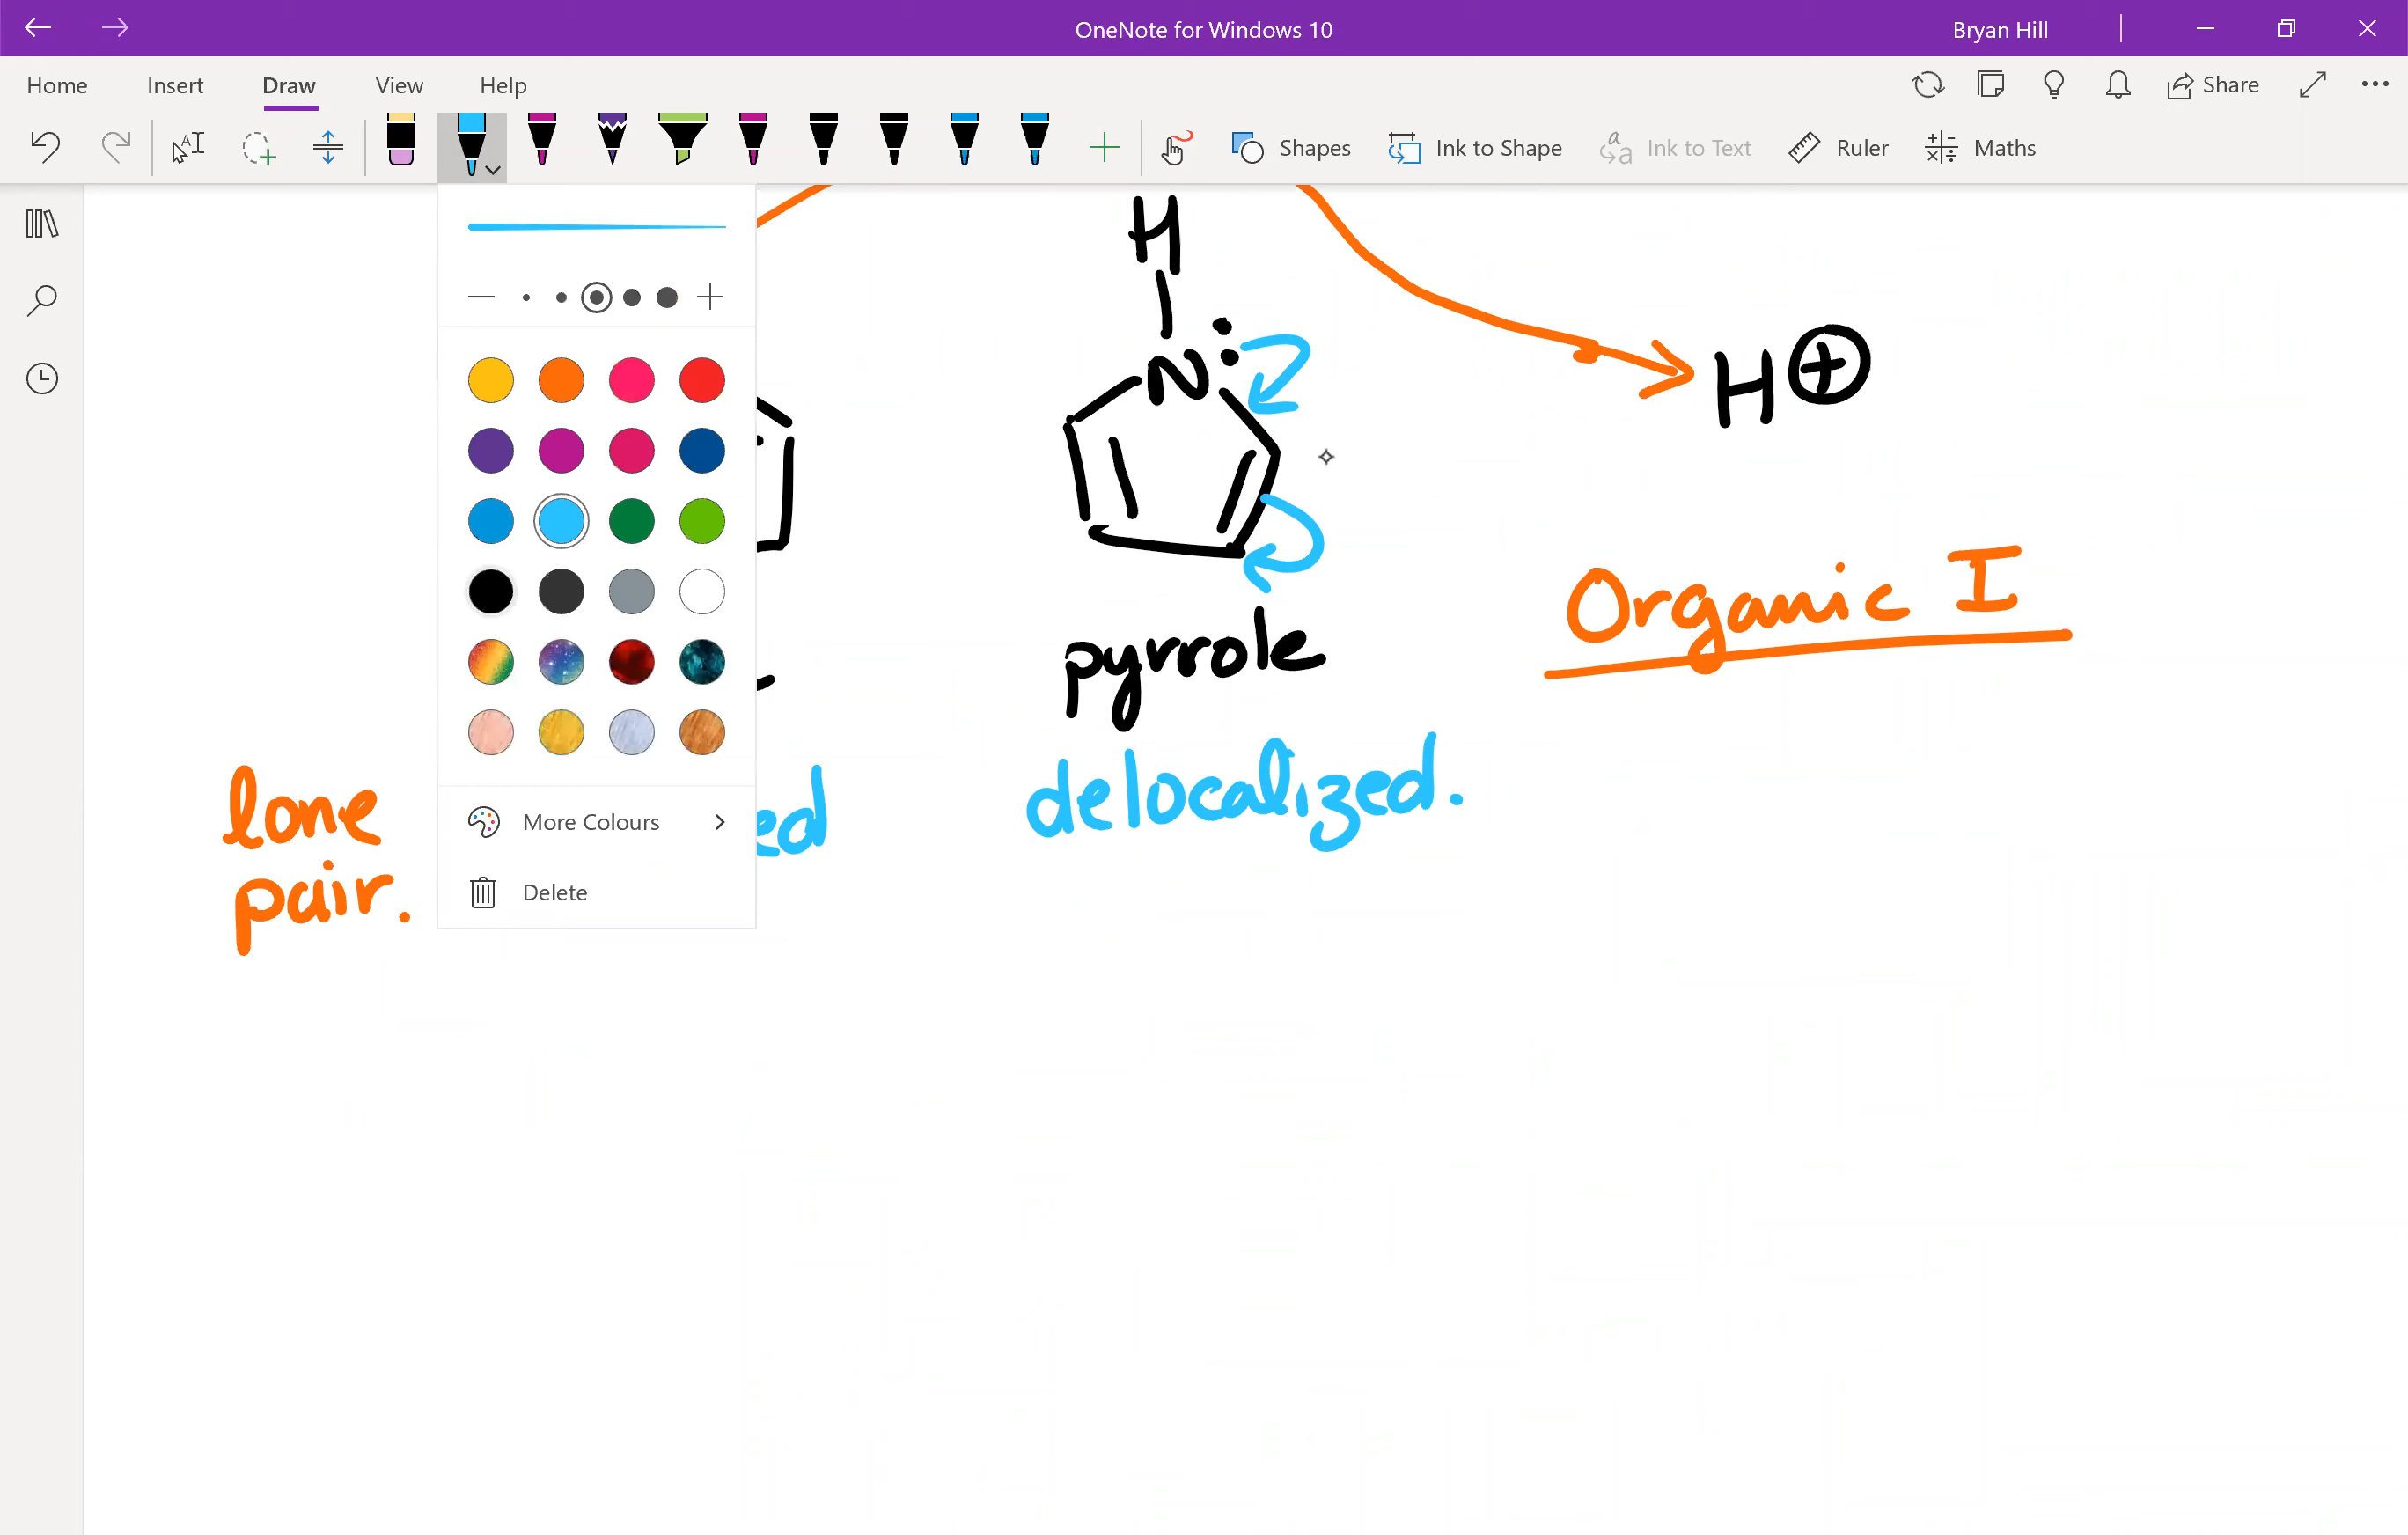 OneNote for Windows 10
Bryan Hill
Home Insert Draw View Help
Share
Shapes Ink to Shape Ink to Text Ruler Maths
H
N:
H+
Organic I
pyrrole
delocalized.
lone
pair.
ed
More Colours
Delete